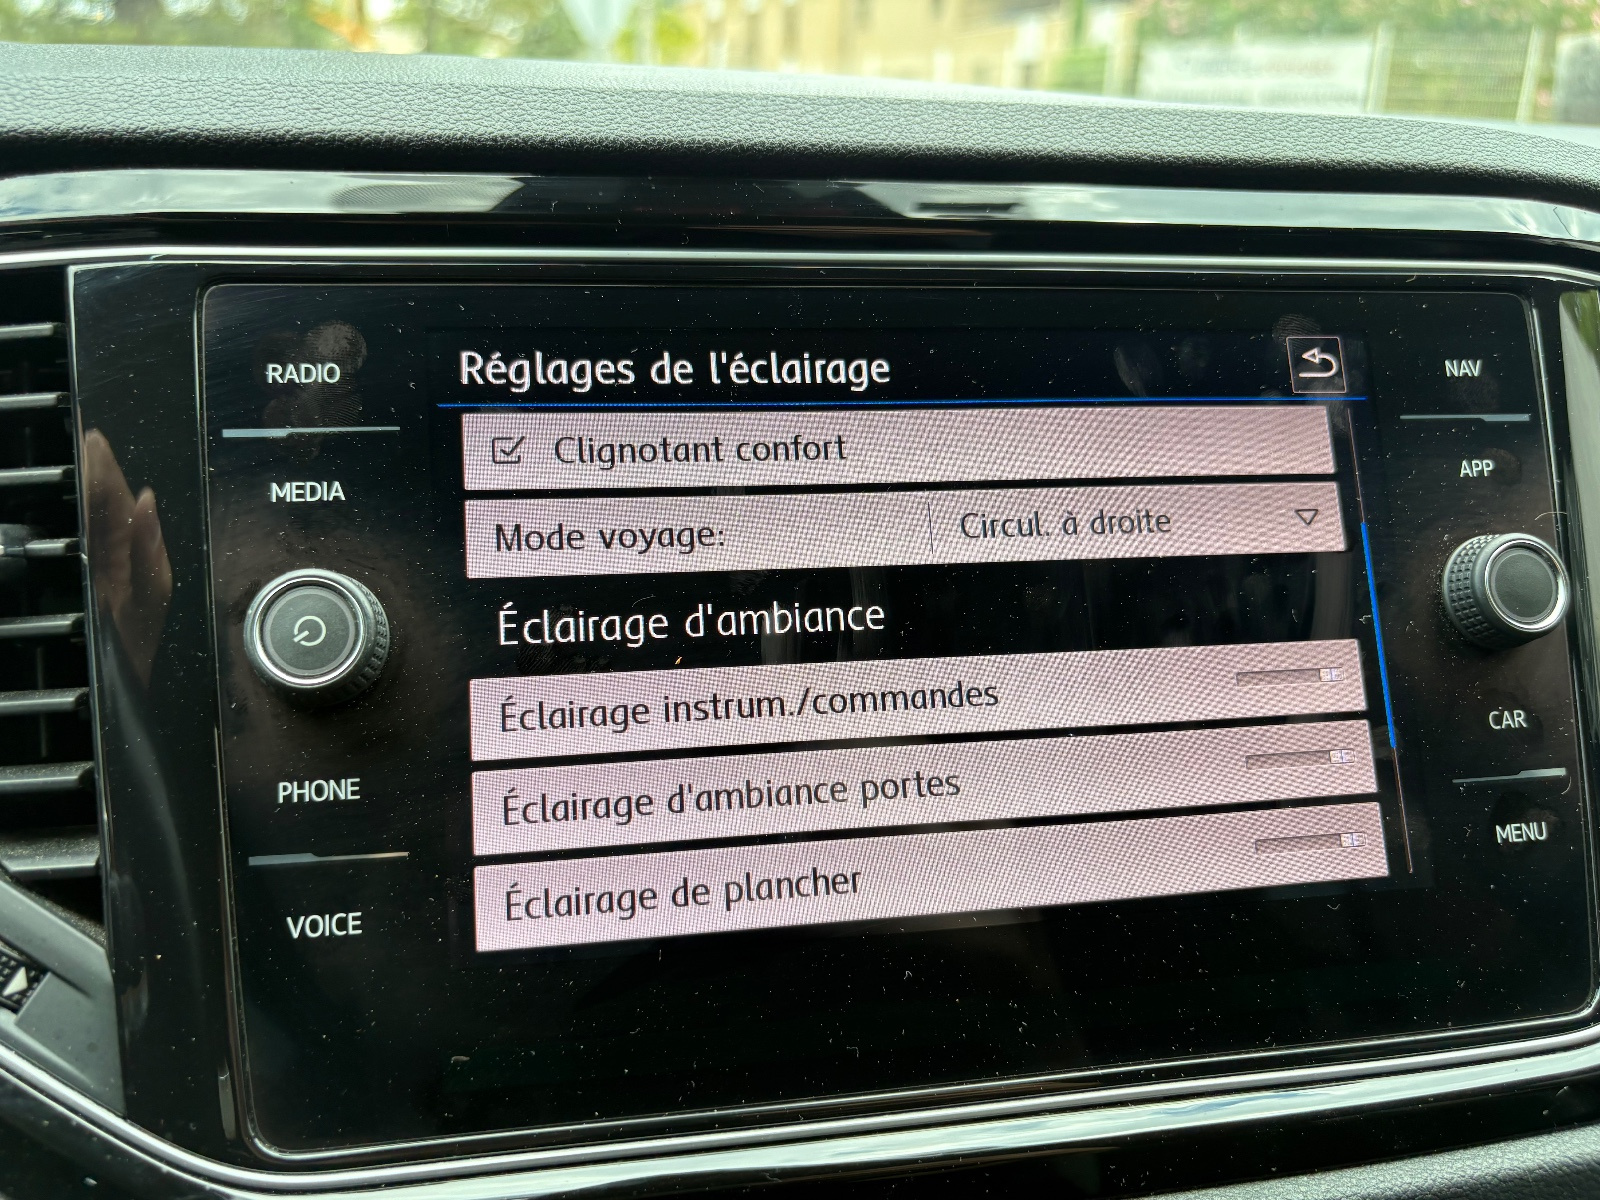 RADIO
MEDIA
PHONE
VOICE
Réglages de l'éclairage
Clignotant confort
Mode voyage: Circul. à droite
Éclairage d'ambiance
Éclairage instrum./commandes
Éclairage d'ambiance portes
Éclairage de plancher
NAV
APP
CAR
MENU